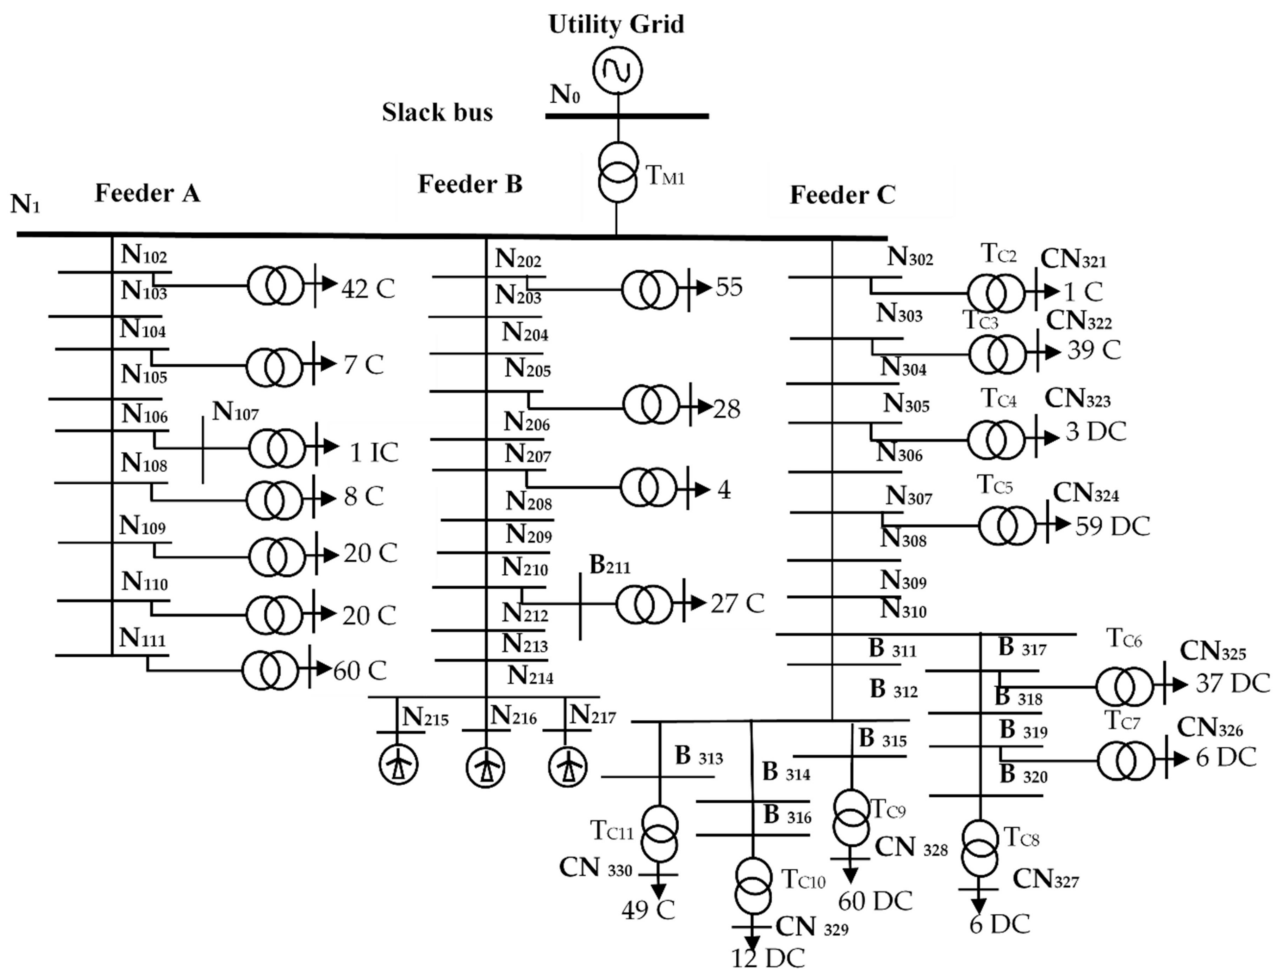 Utility Grid
N0
Slack bus
TM1
Feeder A
Feeder B
Feeder C
N1
N102
42 C
N103
N104
7 C
N105
N106
N107
1 IC
N108
8 C
N109
20 C
N110
20 C
N111
60 C
N202
55
N203
N204
N205
28
N206
N207
4
N208
N209
N210
B211
27 C
N212
N213
N214
N215
N216
N217
N302
TC2
CN321
1 C
N303
TC3
CN322
39 C
N304
N305
TC4
CN323
3 DC
N306
N307
TC5
CN324
59 DC
N308
N309
N310
B 311
B 317
TC6
CN325
37 DC
B 312
B 318
TC7
CN326
6 DC
B 319
B 320
B 313
B 314
B 315
B 316
TC11
CN 330
49 C
TC10
CN 329
12 DC
TC9
CN 328
60 DC
TC8
CN327
6 DC